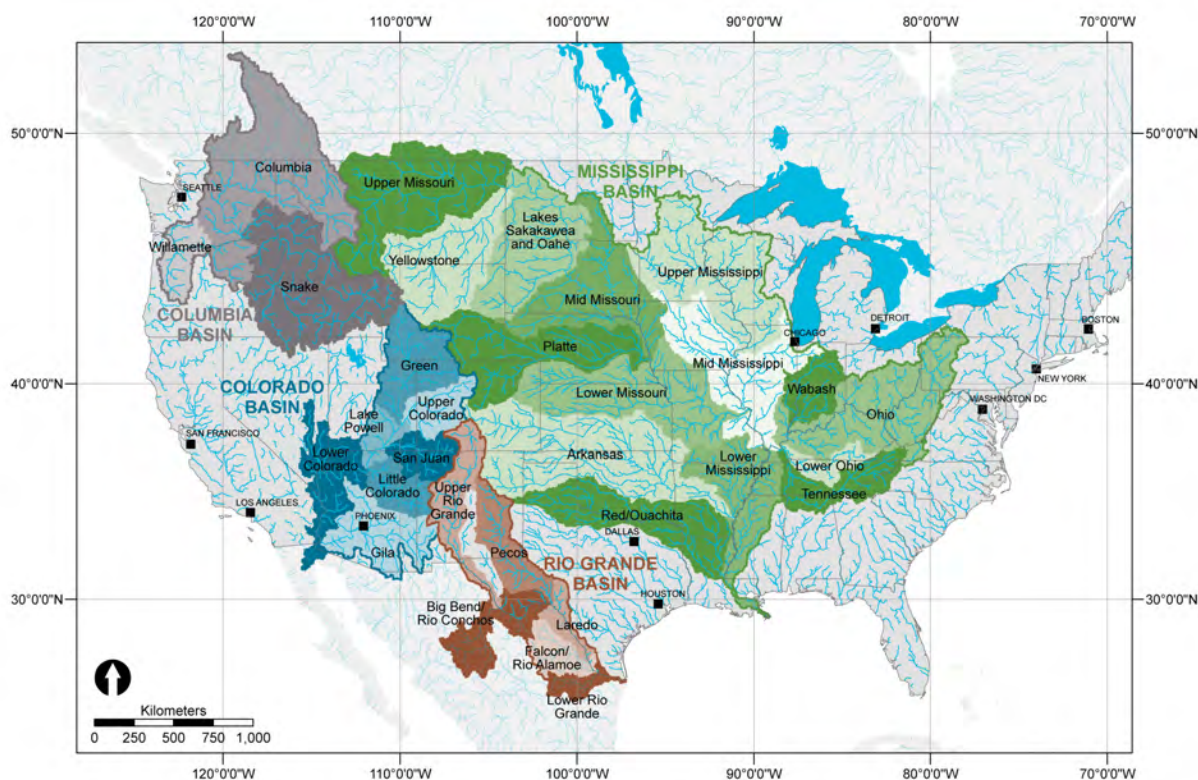 120°0'0"W
110°0'0"W
100°0'0"W
90°0'0"W
80°0'0"W
70°0'0"W
50°0'0"N
50°0'0"N
Columbia
SEATTLE
Upper Missouri
MISSISSIPPI
BASIN
Willamette
Lakes
Sakakawea
and Oahe
Yellowstone
Upper Mississippi
Snake
COLUMBIA
BASIN
Mid Missouri
Platte
CHICAGO
DETROIT
BOSTON
Green
Mid Mississippi
NEW YORK
40°0'0"N
40°0'0"N
COLORADO
BASIN
Lower Missouri
Wabash
WASHINGTON DC
Upper
Colorado
Ohio
Lake
Powell
SAN FRANCISCO
Lower
Colorado
San Juan
Arkansas
Lower
Mississippi
Lower Ohio
Tennessee
Little
Colorado
Upper
Rio
Grande
LOS ANGELES
PHOENIX
Red/Ouachita
DALLAS
Gila
Pecos
RIO GRANDE
BASIN
30°0'0"N
30°0'0"N
HOUSTON
Big Bend/
Rio Conchos
Laredo
Falcon/
Rio Alamoe
Lower Rio
Grande
Kilometers
0 250 500 750 1,000
120°0'0"W
110°0'0"W
100°0'0"W
90°0'0"W
80°0'0"W
70°0'0"W